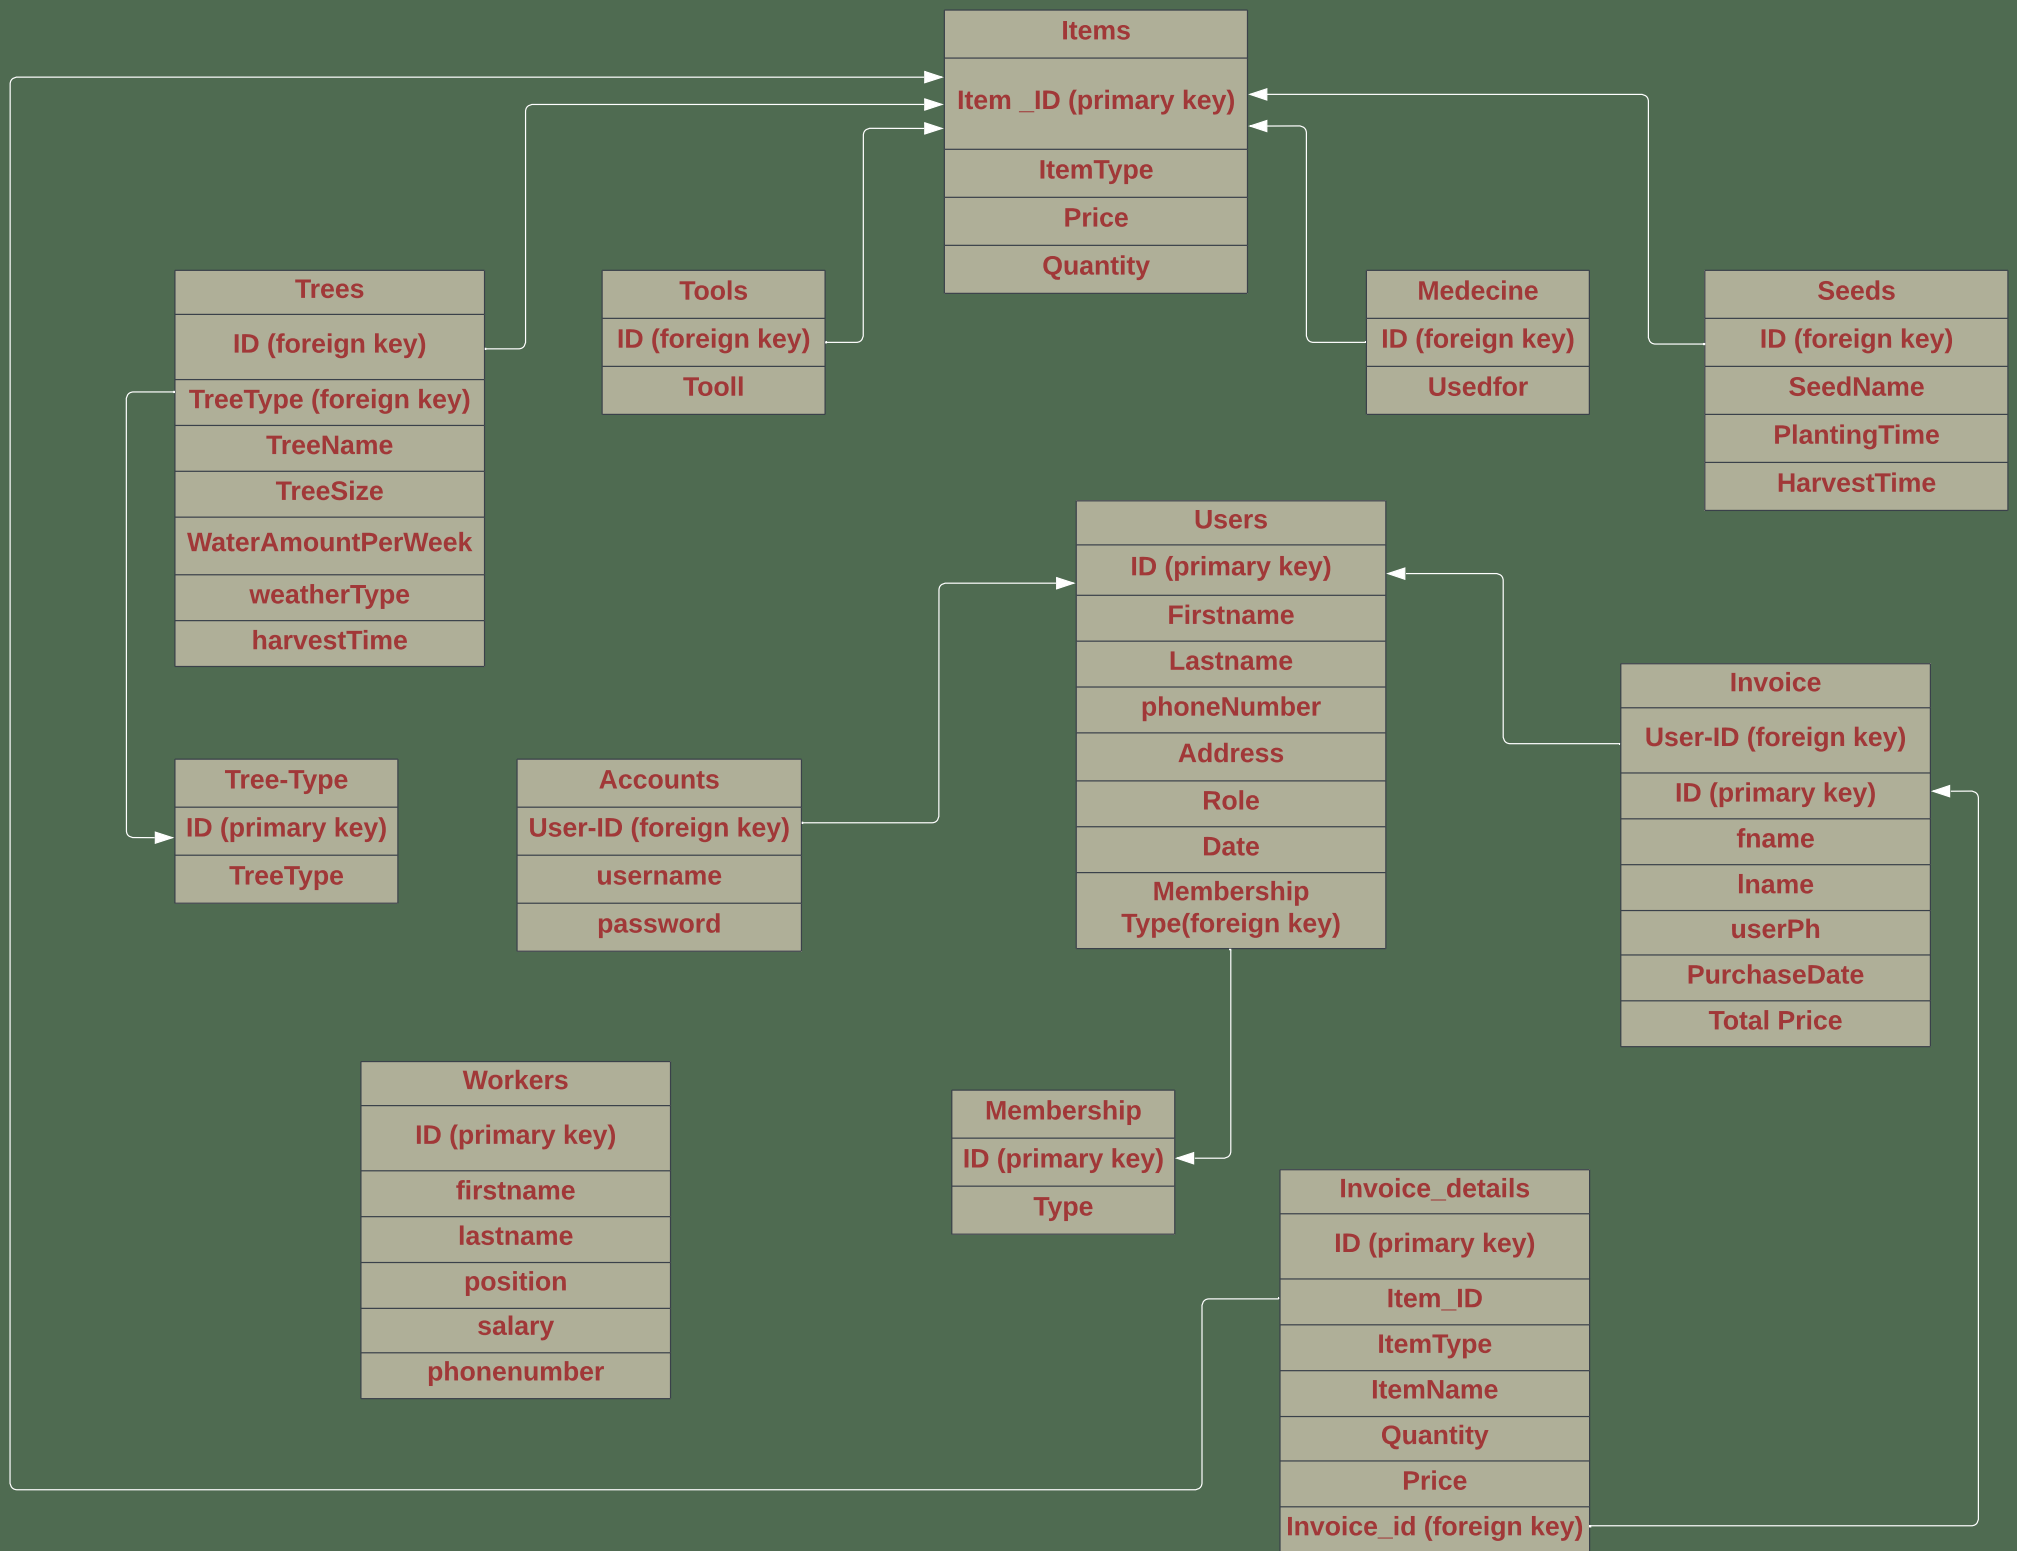 Items
Item _ID (primary key)
ItemType
Price
Quantity
Trees
ID (foreign key)
TreeType (foreign key)
TreeName
TreeSize
WaterAmountPerWeek
weatherType
harvestTime
Tools
ID (foreign key)
Tooll
Medecine
ID (foreign key)
Usedfor
Seeds
ID (foreign key)
SeedName
PlantingTime
HarvestTime
Users
ID (primary key)
Firstname
Lastname
phoneNumber
Address
Role
Date
Membership
Type(foreign key)
Invoice
User-ID (foreign key)
ID (primary key)
fname
lname
userPh
PurchaseDate
Total Price
Tree-Type
ID (primary key)
TreeType
Accounts
User-ID (foreign key)
username
password
Workers
ID (primary key)
firstname
lastname
position
salary
phonenumber
Membership
ID (primary key)
Type
Invoice_details
ID (primary key)
Item_ID
ItemType
ItemName
Quantity
Price
Invoice_id (foreign key)